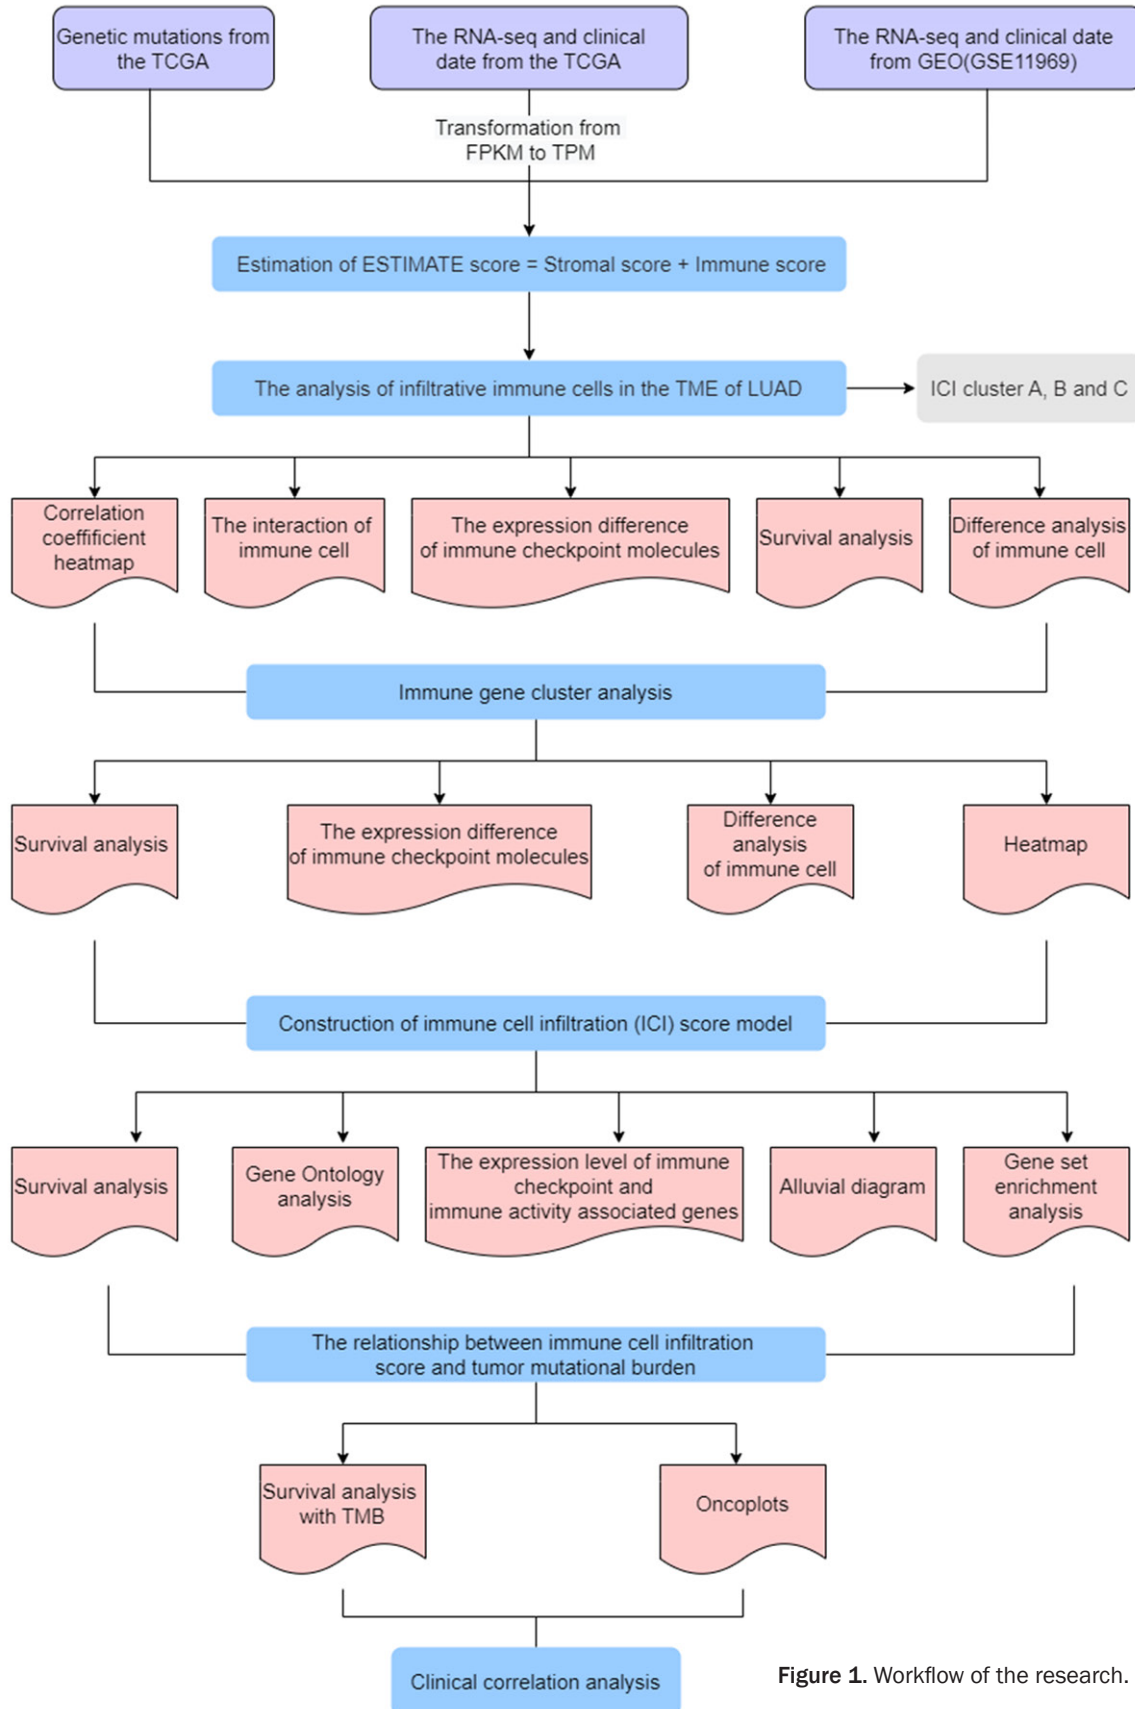 Genetic mutations from
the TCGA
The RNA-seq and clinical
date from the TCGA
The RNA-seq and clinical date
from GEO(GSE11969)
Transformation from
FPKM to TPM
Estimation of ESTIMATE score = Stromal score + Immune score
The analysis of infiltrative immune cells in the TME of LUAD
ICI cluster A, B and C
Correlation
coeffificient
heatmap
The interaction of
immune cell
The expression difference
of immune checkpoint molecules
Survival analysis
Difference analysis
of immune cell
Immune gene cluster analysis
Survival analysis
The expression difference
of immune checkpoint molecules
Difference
analysis
of immune cell
Heatmap
Construction of immune cell infiltration (ICI) score model
Survival analysis
Gene Ontology
analysis
The expression level of immune
checkpoint and
immune activity associated genes
Alluvial diagram
Gene set
enrichment
analysis
The relationship between immune cell infiltration
score and tumor mutational burden
Survival analysis
with TMB
Oncoplots
Clinical correlation analysis
Figure 1. Workflow of the research.